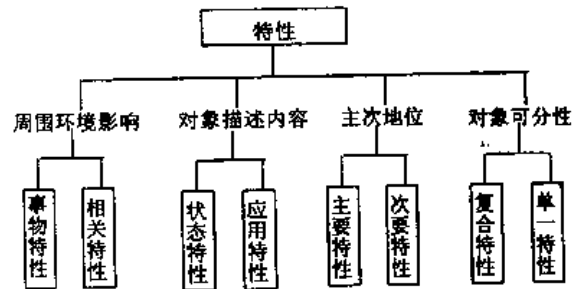 特性
周围环境影响
对象描述内容
主次地位
对象可分性
事物特性
相关特性
状态特性
应用特性
主要特性
次要特性
复合特性
单一特性